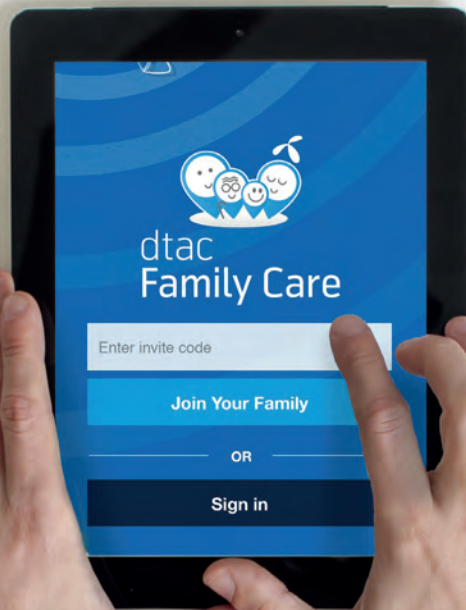 dtac
Family Care
Enter invite code
Join Your Family
OR
Sign in